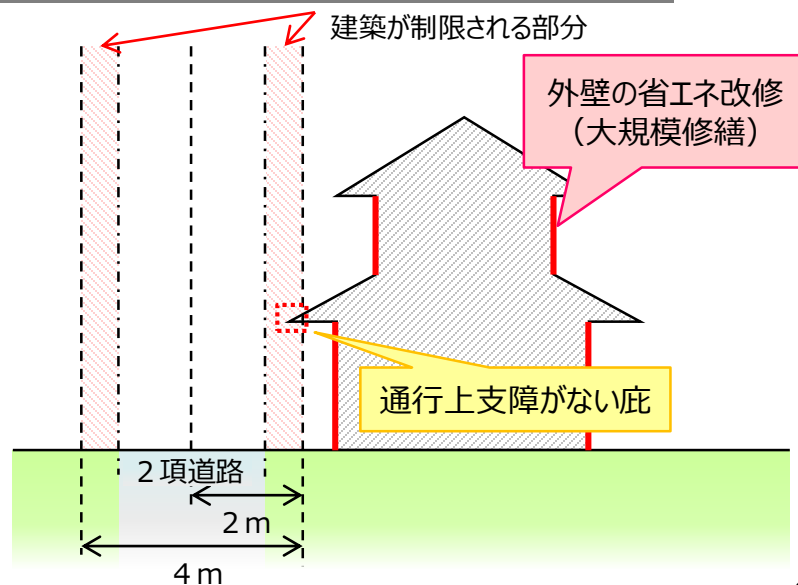 建築が制限される部分
外壁の省エネ改修
（大規模修繕）
通行上支障がない庇
２項道路
２ｍ
４ｍ